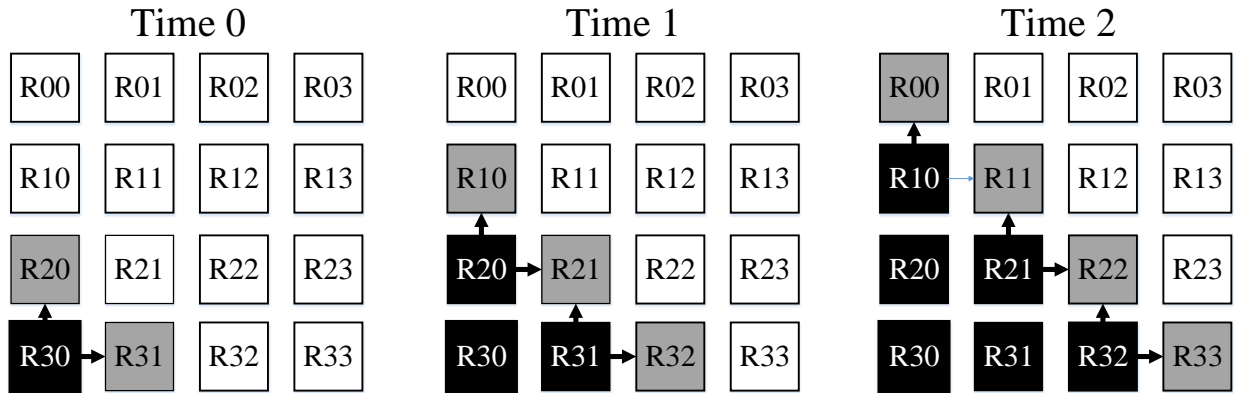 Time 0 Time 1 Time 2
R00 R01 R02 R03 R00 R01 R02 R03 R00 R01 R02 R03
R10 R11 R12 R13 R10 R11 R12 R13 R10 R11 R12 R13
R20 R21 R22 R23 R20 R21 R22 R23 R20 R21 R22 R23
R30 R31 R32 R33 R30 R31 R32 R33 R30 R31 R32 R33